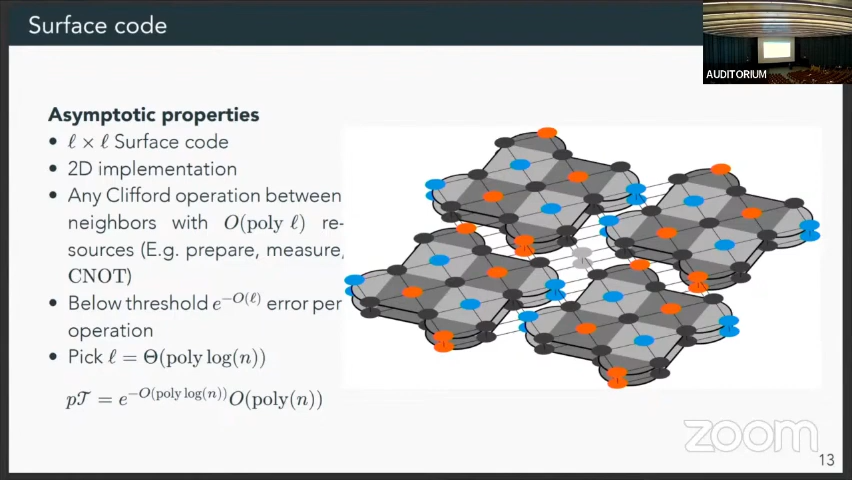 Surface code
AUDITORIUM
Asymptotic properties
• ℓ × ℓ Surface code
• 2D implementation
• Any Clifford operation between
neighbors with O(poly ℓ) re-
sources (E.g. prepare, measure,
CNOT)
• Below threshold e^{−O(ℓ)} error per
operation
• Pick ℓ = Θ(poly log(n))
p𝒯 = e^{−O(poly log(n))}O(poly(n))
zoom
13